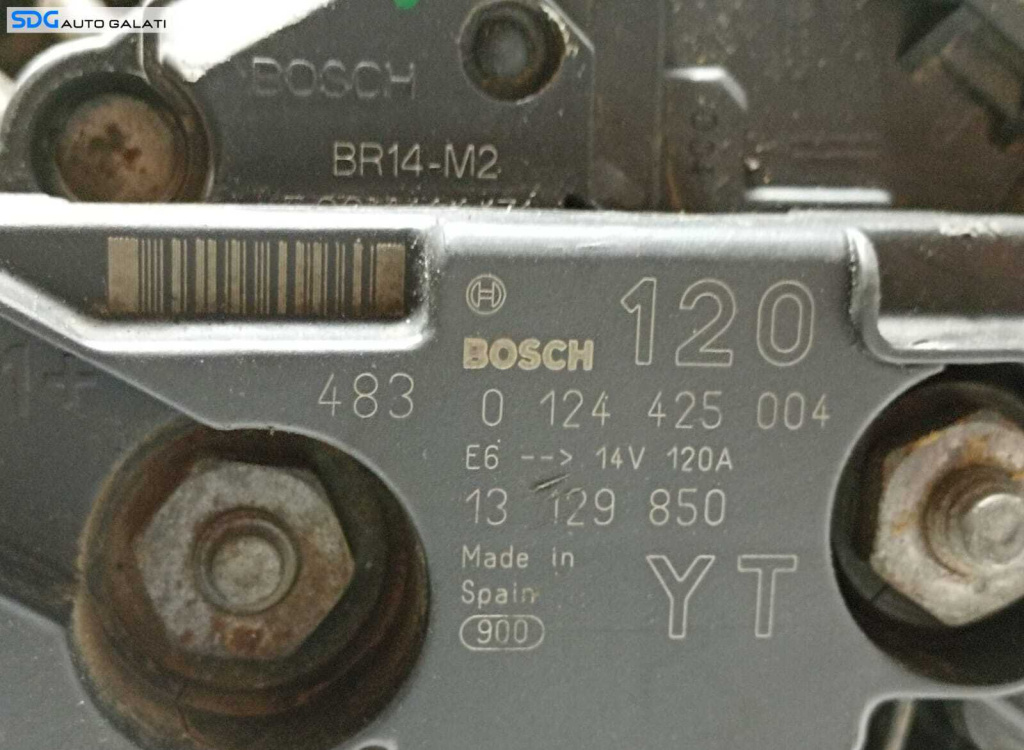 SDG AUTO GALATI
BOSCH
BR14-M2
BOSCH 120
483 0 124 425 004
E6 --> 14V 120A
13 129 850
Made in
Spain
900
YT